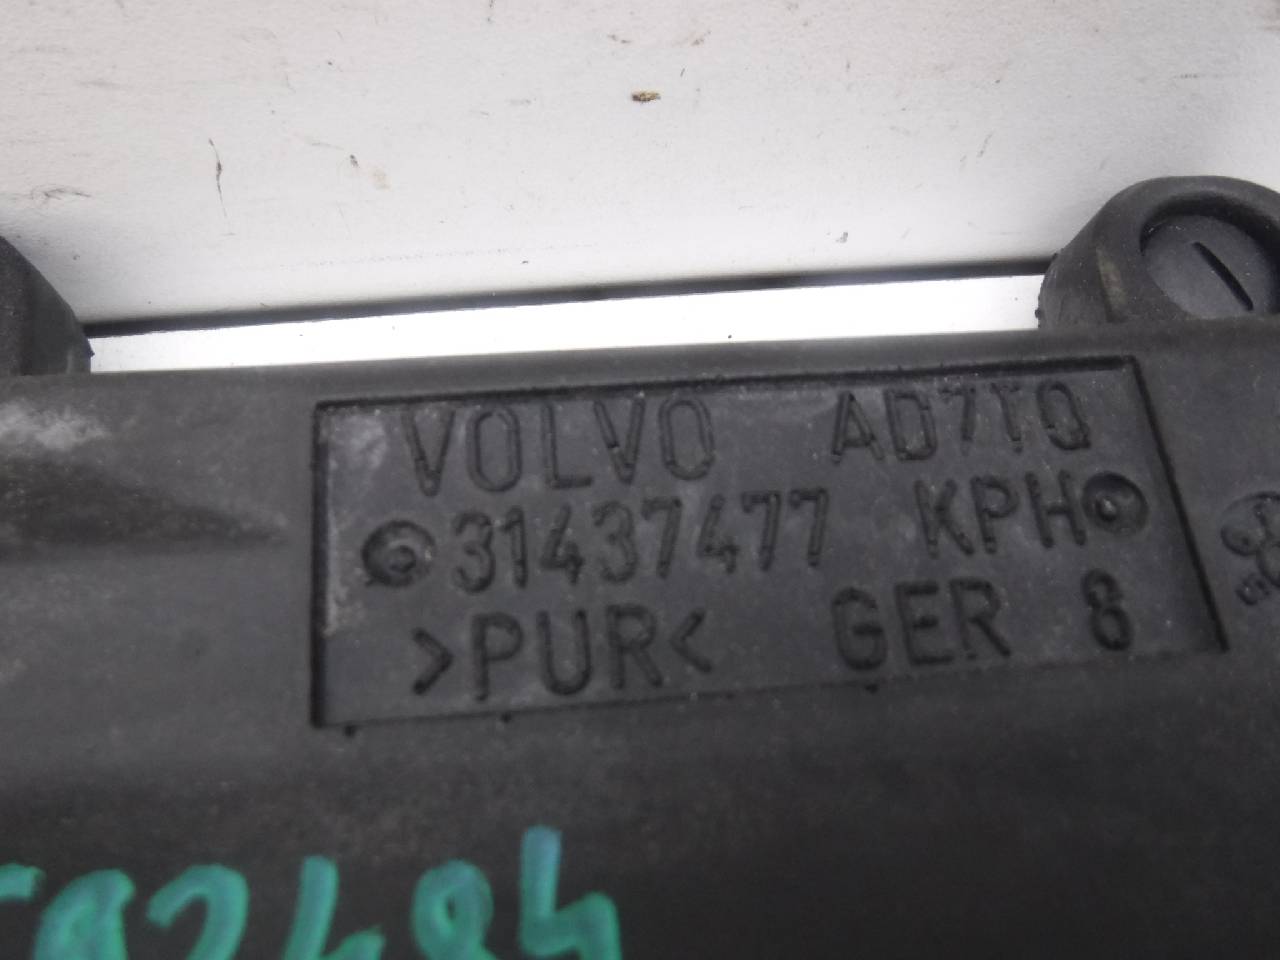 VOLVO AD7TQ
31437477 KPH
>PUR< GER 8